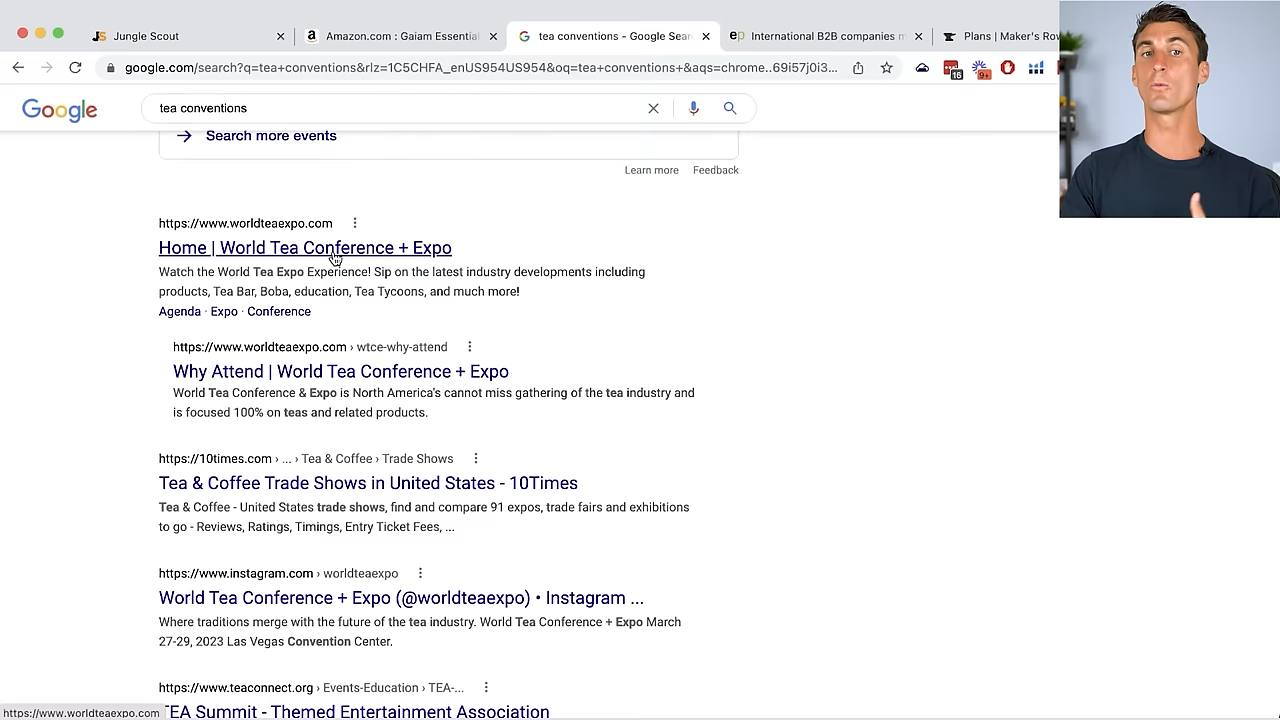 Jungle Scout
Amazon.com : Gaiam Essential
tea conventions - Google Sear
International B2B companies m
Plans | Maker's Ro
google.com/search?q=tea+conventions&rlz=1C5CHFA_enUS954US954&oq=tea+conventions+&aqs=chrome..69i57j0i3...
16
9+
Google
tea conventions
Search more events
Learn more
Feedback
https://www.worldteaexpo.com
Home | World Tea Conference + Expo
Watch the World Tea Expo Experience! Sip on the latest industry developments including
products, Tea Bar, Boba, education, Tea Tycoons, and much more!
Agenda · Expo · Conference
https://www.worldteaexpo.com › wtce-why-attend
Why Attend | World Tea Conference + Expo
World Tea Conference & Expo is North America's cannot miss gathering of the tea industry and
is focused 100% on teas and related products.
https://10times.com › ... › Tea & Coffee › Trade Shows
Tea & Coffee Trade Shows in United States - 10Times
Tea & Coffee - United States trade shows, find and compare 91 expos, trade fairs and exhibitions
to go - Reviews, Ratings, Timings, Entry Ticket Fees, ...
https://www.instagram.com › worldteaexpo
World Tea Conference + Expo (@worldteaexpo) • Instagram ...
Where traditions merge with the future of the tea industry. World Tea Conference + Expo March
27-29, 2023 Las Vegas Convention Center.
https://www.teaconnect.org › Events-Education › TEA-...
TEA Summit - Themed Entertainment Association
https://www.worldteaexpo.com